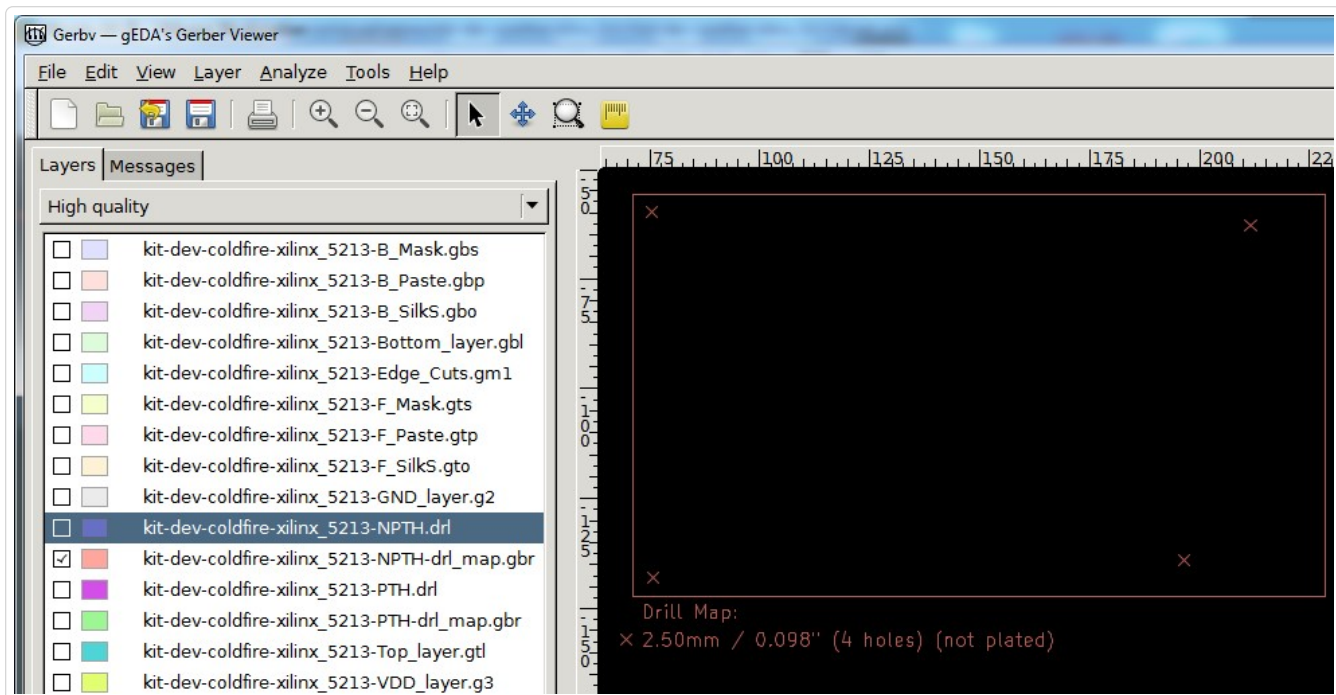 Gerbv — gEDA's Gerber Viewer
File Edit View Layer Analyze Tools Help
Layers Messages
High quality
kit-dev-coldfire-xilinx_5213-B_Mask.gbs
kit-dev-coldfire-xilinx_5213-B_Paste.gbp
kit-dev-coldfire-xilinx_5213-B_SilkS.gbo
kit-dev-coldfire-xilinx_5213-Bottom_layer.gbl
kit-dev-coldfire-xilinx_5213-Edge_Cuts.gm1
kit-dev-coldfire-xilinx_5213-F_Mask.gts
kit-dev-coldfire-xilinx_5213-F_Paste.gtp
kit-dev-coldfire-xilinx_5213-F_SilkS.gto
kit-dev-coldfire-xilinx_5213-GND_layer.g2
kit-dev-coldfire-xilinx_5213-NPTH.drl
kit-dev-coldfire-xilinx_5213-NPTH-drl_map.gbr
kit-dev-coldfire-xilinx_5213-PTH.drl
kit-dev-coldfire-xilinx_5213-PTH-drl_map.gbr
kit-dev-coldfire-xilinx_5213-Top_layer.gtl
kit-dev-coldfire-xilinx_5213-VDD_layer.g3
75 100 125 150 175 200 22
-50
-75
-100
-125
-150
Drill Map:
2.50mm / 0.098" (4 holes) (not plated)